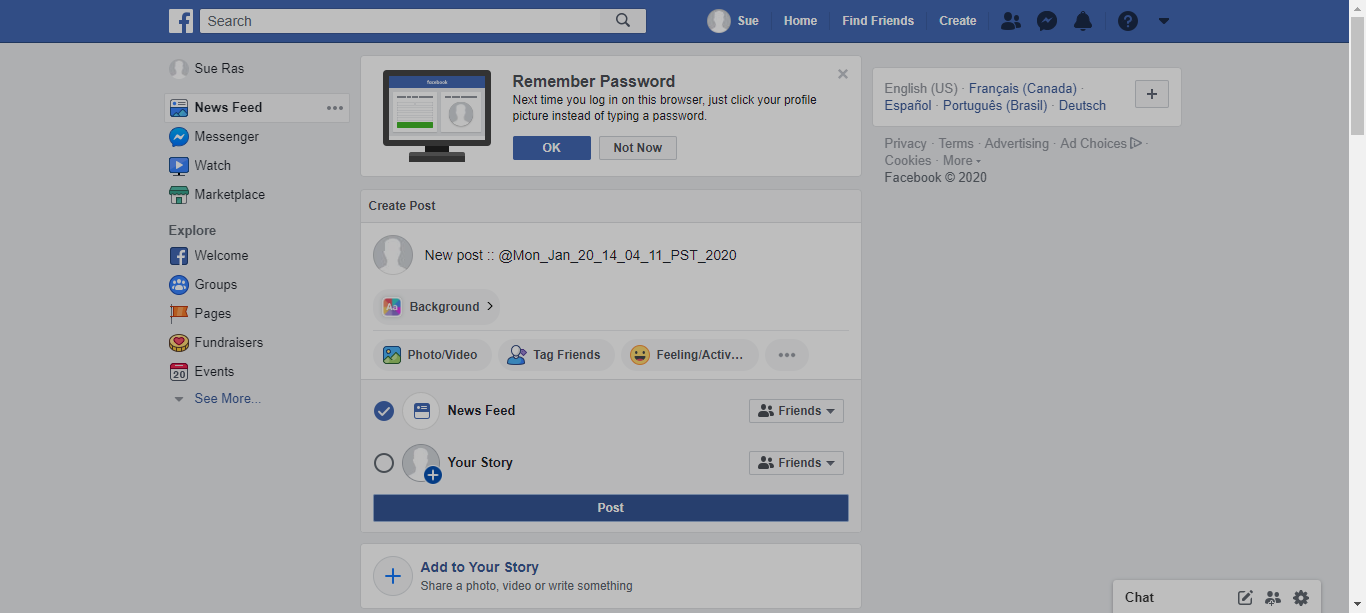 Search
Sue
Home
Find Friends
Create
Sue Ras
News Feed
Messenger
Watch
Marketplace
Explore
Welcome
Groups
Pages
Fundraisers
20
Events
See More...
facebook
Remember Password
Next time you log in on this browser, just click your profile
picture instead of typing a password.
OK
Not Now
Create Post
New post :: @Mon_Jan_20_14_04_11_PST_2020
Aa
Background
Photo/Video
Tag Friends
Feeling/Activ...
News Feed
Friends
Your Story
Friends
Post
Add to Your Story
Share a photo, video or write something
English (US) · Français (Canada) ·
Español · Português (Brasil) · Deutsch
Privacy · Terms · Advertising · Ad Choices ·
Cookies · More
Facebook © 2020
Chat